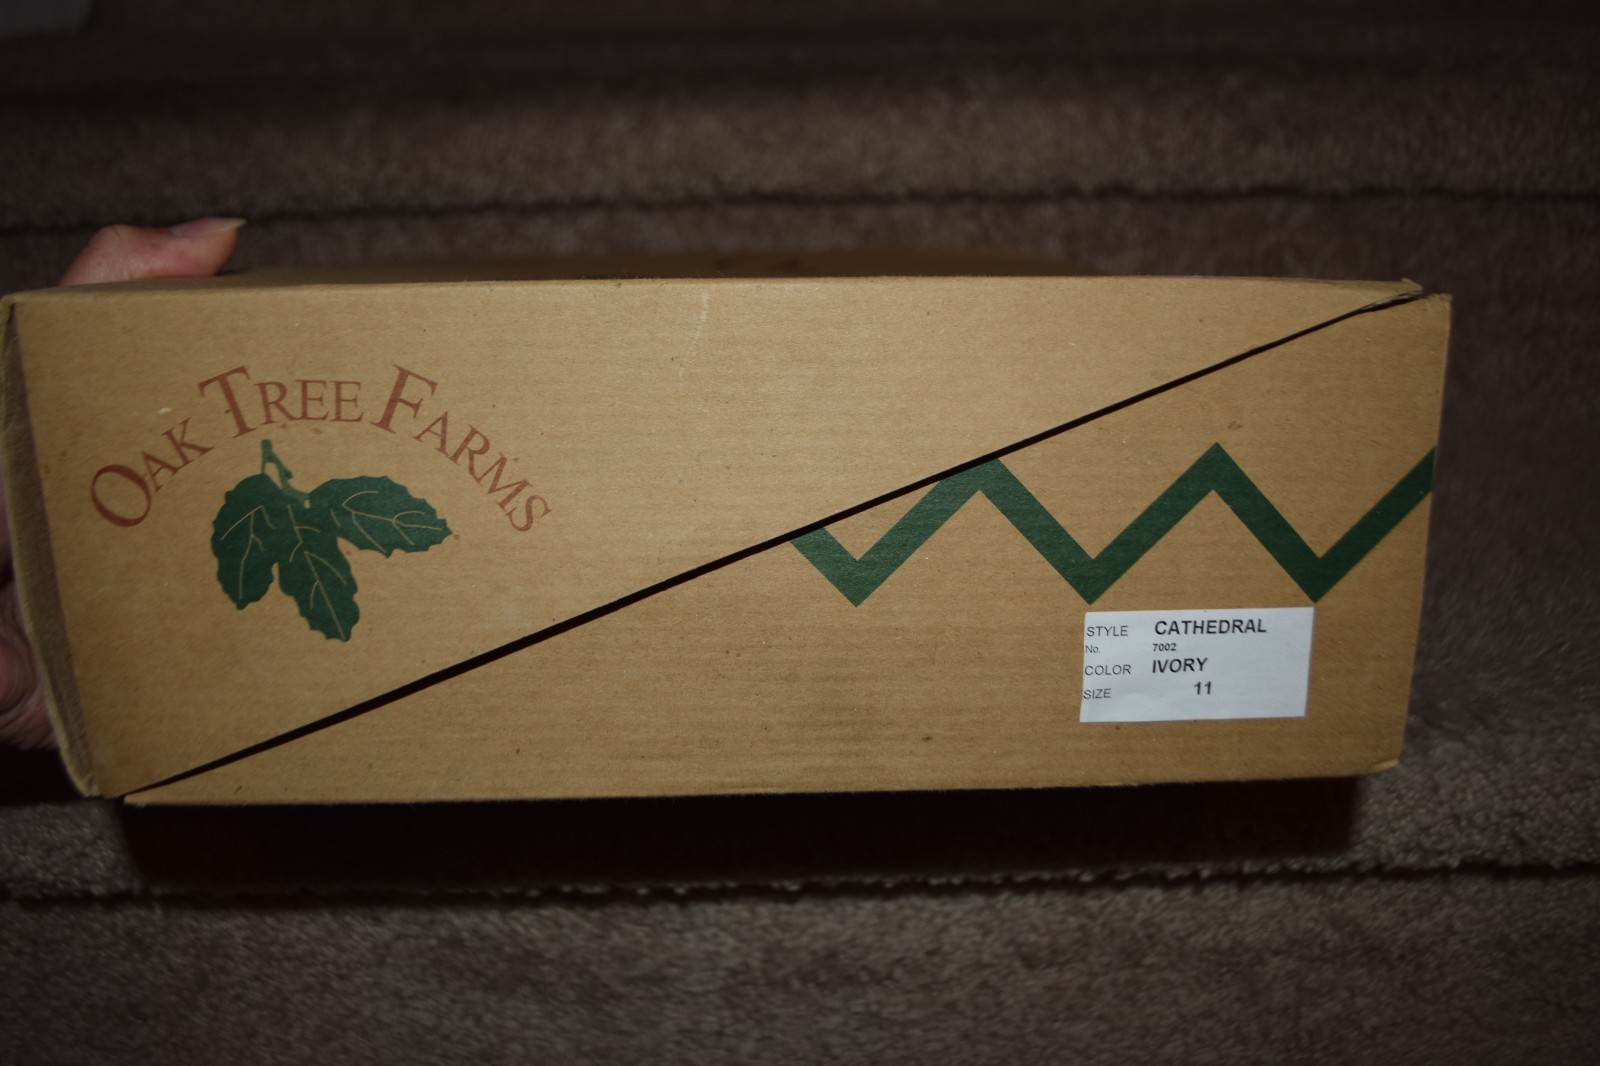 OAK TREE FARMS
STYLE CATHEDRAL
No. 7002
COLOR IVORY
SIZE 11